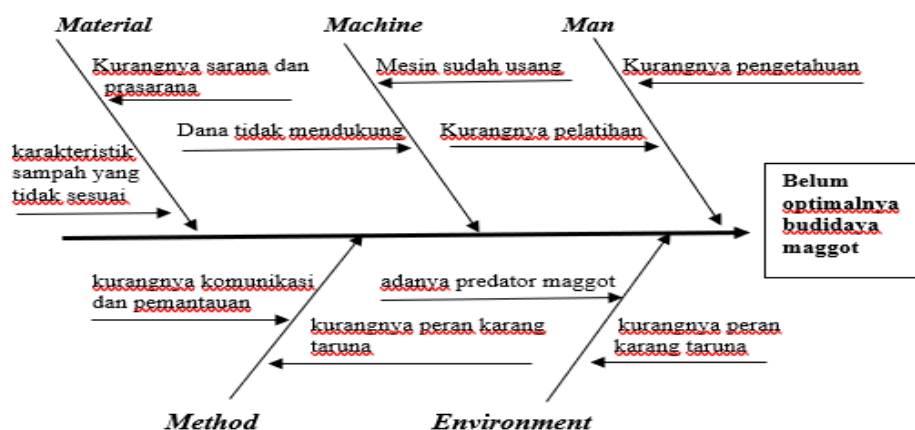 Material
Machine
Man
Kurangnya sarana dan
prasarana
Mesin sudah usang
Kurangnya pengetahuan
Dana tidak mendukung
Kurangnya pelatihan
karakteristik
sampah yang
tidak sesuai
Belum
optimalnya
budidaya
maggot
kurangnya komunikasi
dan pemantauan
adanya predator maggot
kurangnya peran karang
taruna
kurangnya peran
karang taruna
Method
Environment